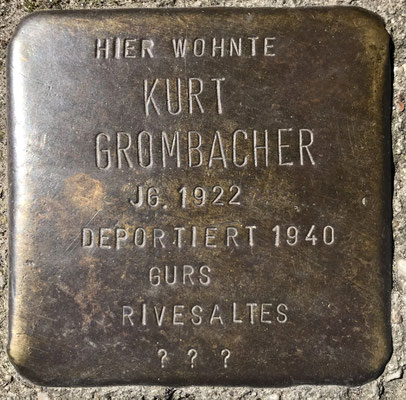 HIER WOHNTE
KURT
GROMBACHER
JG. 1922
DEPORTIERT 1940
GURS
RIVESALTES
? ? ?